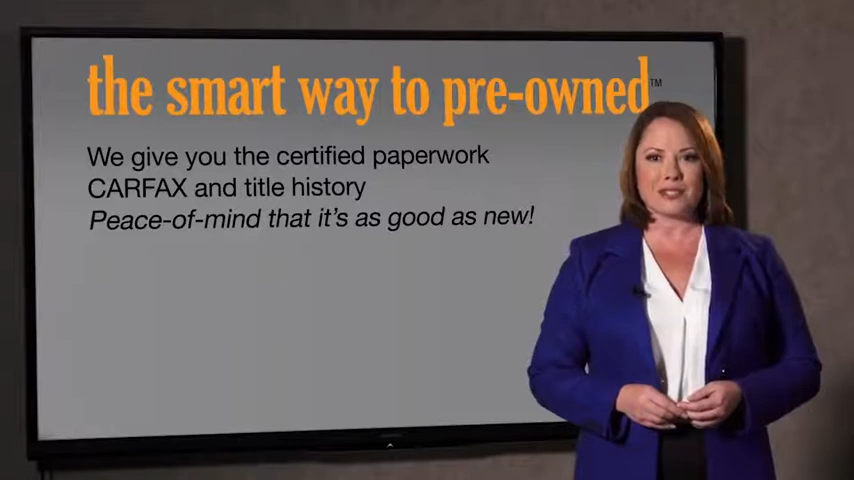 the smart way to pre-owned™
We give you the certified paperwork
CARFAX and title history
Peace-of-mind that it's as good as new!